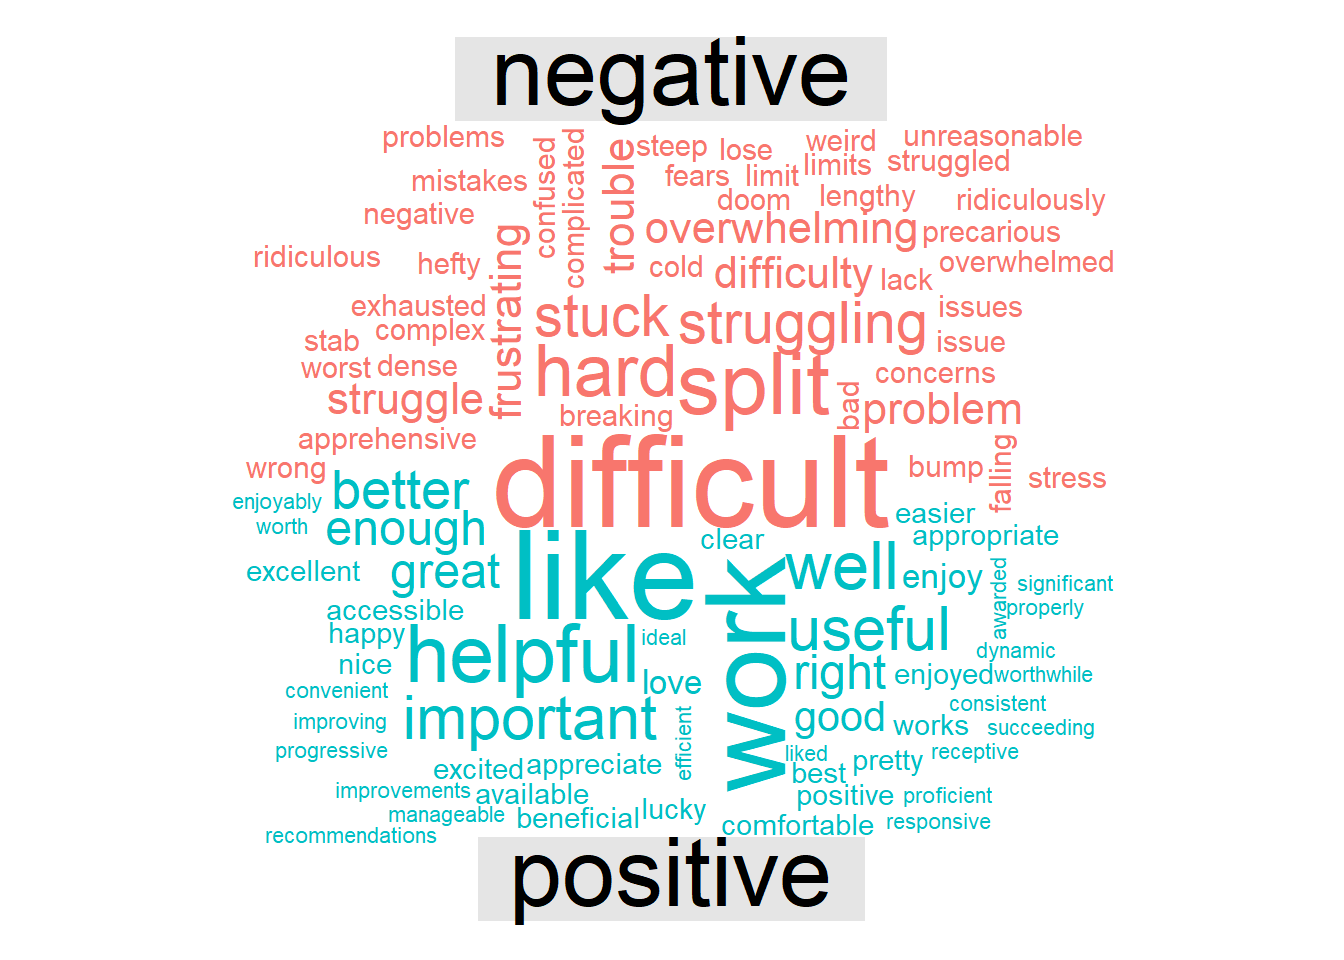 negative
problems
confused
complicated
trouble
steep
lose
weird
unreasonable
mistakes
fears
limit
limits
struggled
negative
doom
lengthy
ridiculously
frustrating
overwhelming
precarious
ridiculous
hefty
cold
difficulty
lack
overwhelmed
exhausted
stuck
struggling
issues
stab
complex
issue
worst
dense
hard
split
concerns
struggle
breaking
bad
problem
apprehensive
difficult
wrong
bump
falling
stress
enjoyably
better
easier
worth
enough
clear
appropriate
excellent
great
like
work
well
enjoy
awarded
significant
accessible
properly
happy
helpful
ideal
useful
dynamic
nice
love
right
enjoyed
worthwhile
convenient
important
consistent
improving
efficient
good
works
succeeding
progressive
excited
appreciate
liked
pretty
receptive
best
improvements
available
positive
proficient
manageable
beneficial
lucky
comfortable
responsive
recommendations
positive